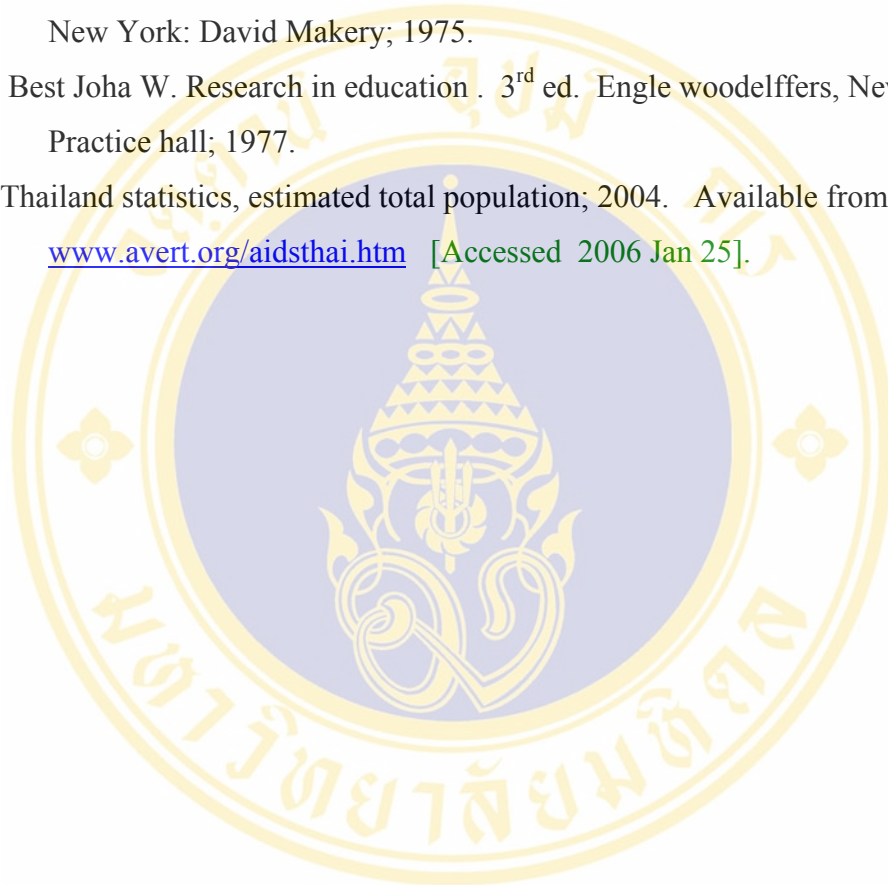 New York: David Makery; 1975.
Best Joha W. Research in education . 3rd ed. Engle woodelffers, New
Practice hall; 1977.
Thailand statistics, estimated total population; 2004. Available from
www.avert.org/aidsthai.htm [Accessed 2006 Jan 25].
มหาวิทยาลัยมหิดล